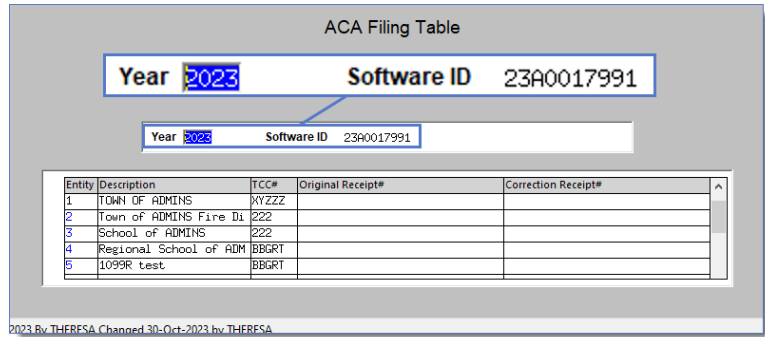 ACA Filing Table
Year 2023 Software ID 23A0017991
Year 2023 Software ID 23A0017991
Entity Description TCC# Original Receipt# Correction Receipt#
1 TOWN OF ADMINS XYZZZ
2 Town of ADMINS Fire Di 222
3 School of ADMINS 222
4 Regional School of ADM BBGRT
5 1099R test BBGRT
2023 By THERESA Changed 30-Oct-2023 by THERESA